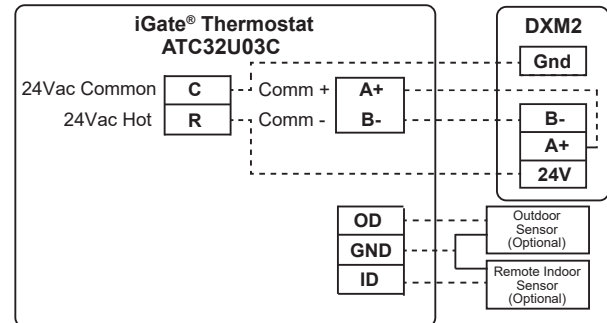 iGate® Thermostat
ATC32U03C
DXM2
Gnd
24Vac Common C Comm + A+
24Vac Hot R Comm - B-
B-
A+
24V
OD
GND
ID
Outdoor
Sensor
(Optional)
Remote Indoor
Sensor
(Optional)